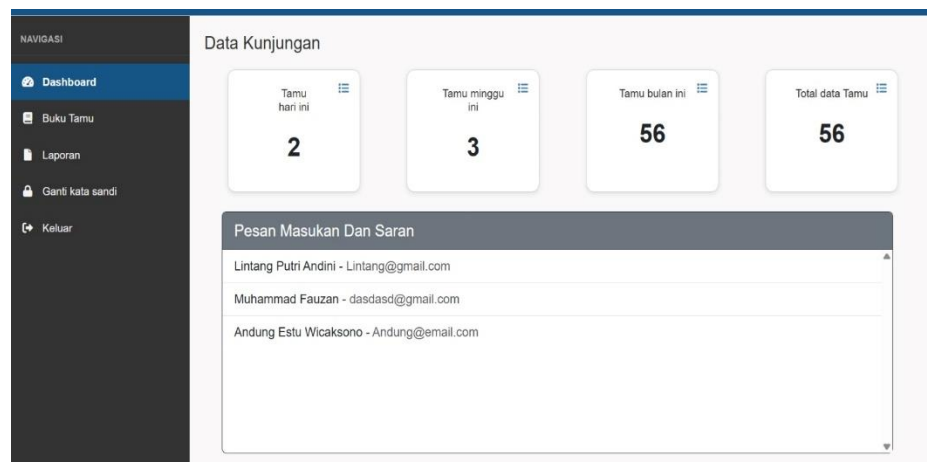 NAVIGASI
Dashboard
Buku Tamu
Laporan
Ganti kata sandi
Keluar
Data Kunjungan
Tamu
hari ini
2
Tamu minggu
ini
3
Tamu bulan ini
56
Total data Tamu
56
Pesan Masukan Dan Saran
Lintang Putri Andini - Lintang@gmail.com
Muhammad Fauzan - dasdasd@gmail.com
Andung Estu Wicaksono - Andung@email.com